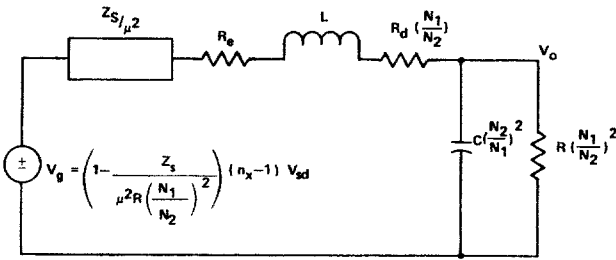 Z_S/μ²
R_e
L
R_d (N_1/N_2)
V_o
C(N_2/N_1)²
R(N_1/N_2)²
±
V_g = (1 - Z_s/(μ²R(N_1/N_2)²)) (n_x-1) V_sd